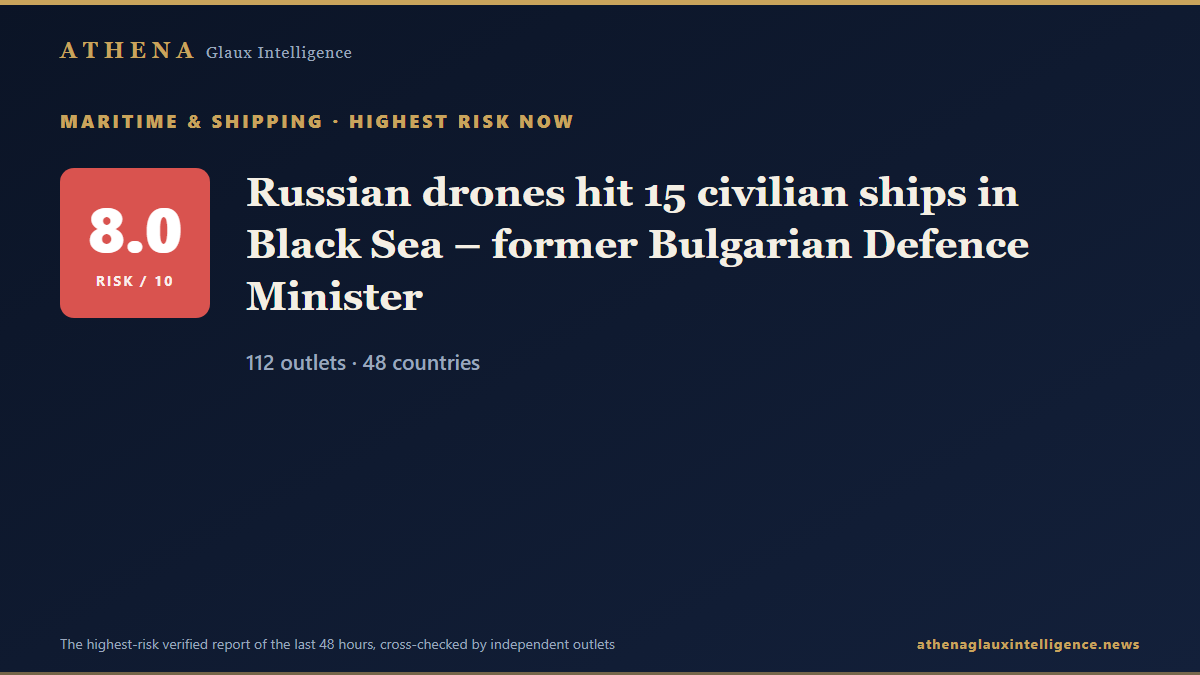 ATHENA Glaux Intelligence
MARITIME & SHIPPING · HIGHEST RISK NOW
8.0
RISK / 10
Russian drones hit 15 civilian ships in
Black Sea – former Bulgarian Defence
Minister
112 outlets · 48 countries
The highest-risk verified report of the last 48 hours, cross-checked by independent outlets
athenaglauxintelligence.news